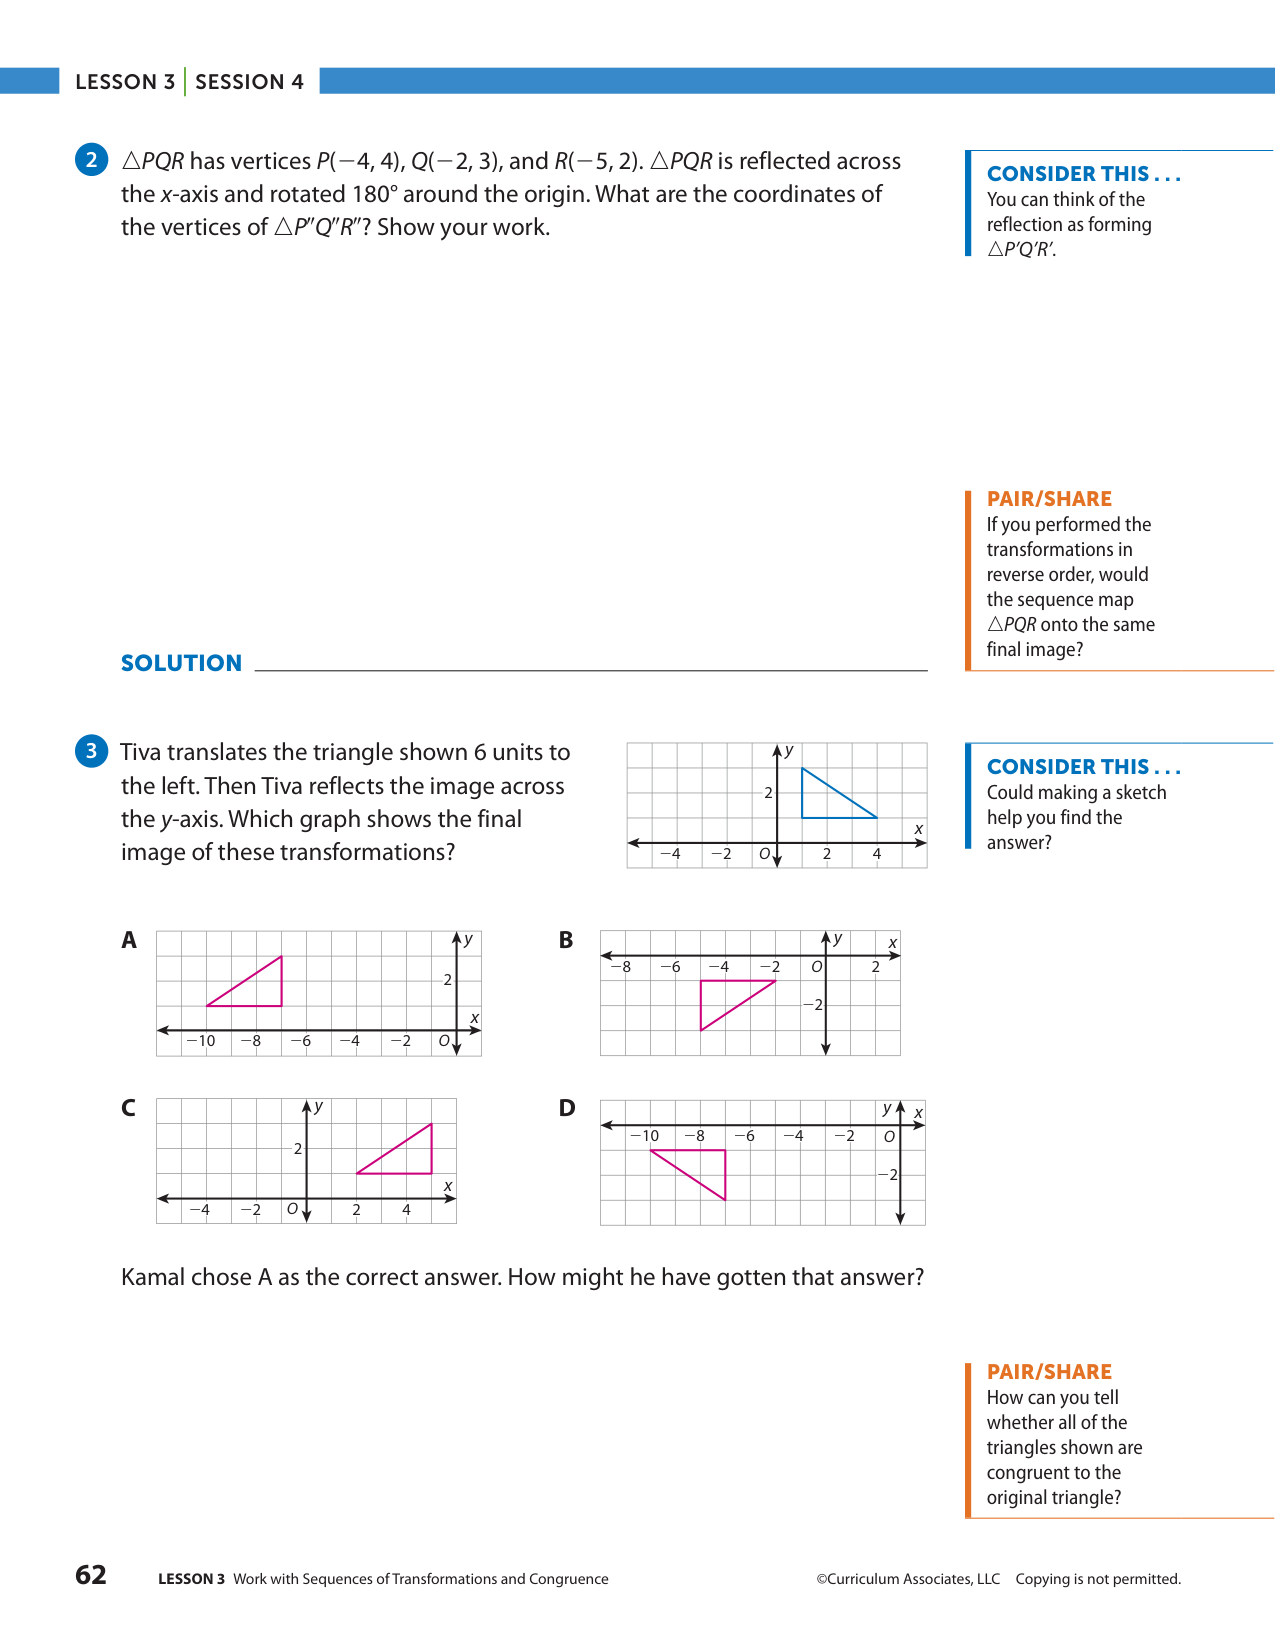 LESSON 3 | SESSION 4
2 △PQR has vertices P(−4, 4), Q(−2, 3), and R(−5, 2). △PQR is reflected across
the x-axis and rotated 180° around the origin. What are the coordinates of
the vertices of △P″Q″R″? Show your work.
CONSIDER THIS . . .
You can think of the
reflection as forming
△P′Q′R′.
PAIR/SHARE
If you performed the
transformations in
reverse order, would
the sequence map
△PQR onto the same
final image?
SOLUTION
3 Tiva translates the triangle shown 6 units to
the left. Then Tiva reflects the image across
the y-axis. Which graph shows the final
image of these transformations?
y
2
x
−4 −2 O 2 4
CONSIDER THIS . . .
Could making a sketch
help you find the
answer?
A
y
2
x
−10 −8 −6 −4 −2 O
B
y x
−8 −6 −4 −2 O 2
−2
C
y
2
x
−4 −2 O 2 4
D
y x
−10 −8 −6 −4 −2 O
−2
Kamal chose A as the correct answer. How might he have gotten that answer?
PAIR/SHARE
How can you tell
whether all of the
triangles shown are
congruent to the
original triangle?
62 LESSON 3 Work with Sequences of Transformations and Congruence ©Curriculum Associates, LLC Copying is not permitted.